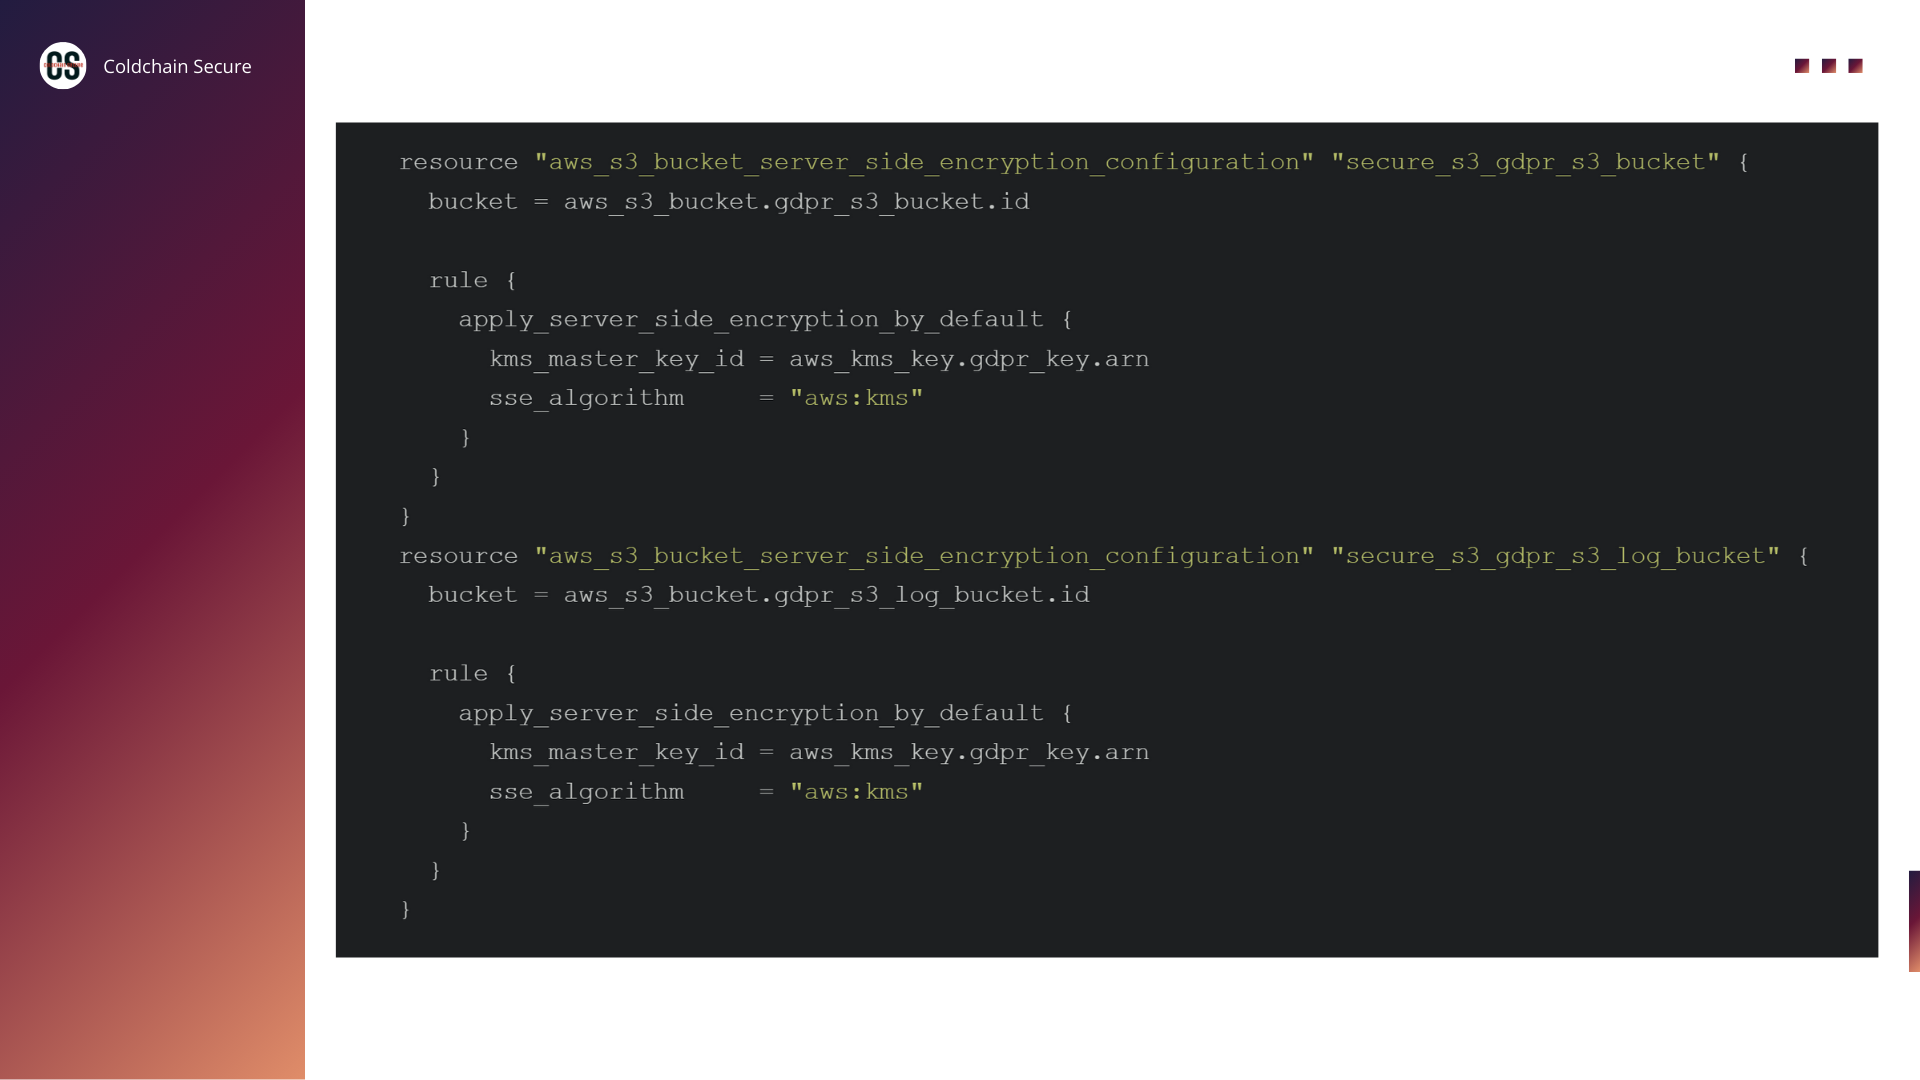 CS
Coldchain Secure
resource "aws_s3_bucket_server_side_encryption_configuration" "secure_s3_gdpr_s3_bucket" {
  bucket = aws_s3_bucket.gdpr_s3_bucket.id

  rule {
    apply_server_side_encryption_by_default {
      kms_master_key_id = aws_kms_key.gdpr_key.arn
      sse_algorithm     = "aws:kms"
    }
  }
}
resource "aws_s3_bucket_server_side_encryption_configuration" "secure_s3_gdpr_s3_log_bucket" {
  bucket = aws_s3_bucket.gdpr_s3_log_bucket.id

  rule {
    apply_server_side_encryption_by_default {
      kms_master_key_id = aws_kms_key.gdpr_key.arn
      sse_algorithm     = "aws:kms"
    }
  }
}